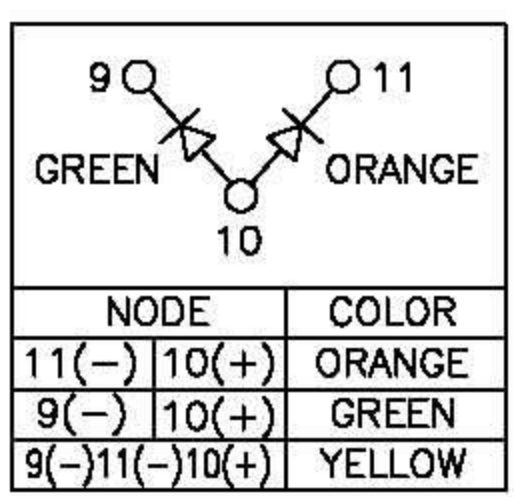 9 11
GREEN ORANGE
10
NODE COLOR
11(-) 10(+) ORANGE
9(-) 10(+) GREEN
9(-)11(-)10(+) YELLOW